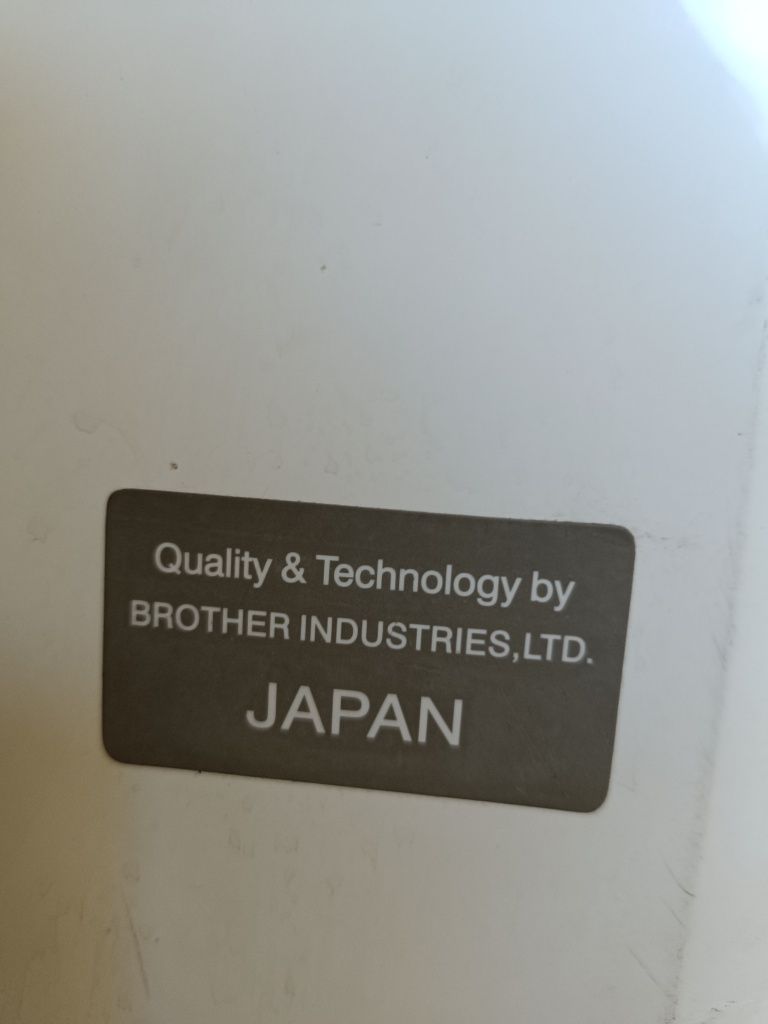 Quality & Technology by
BROTHER INDUSTRIES,LTD.
JAPAN